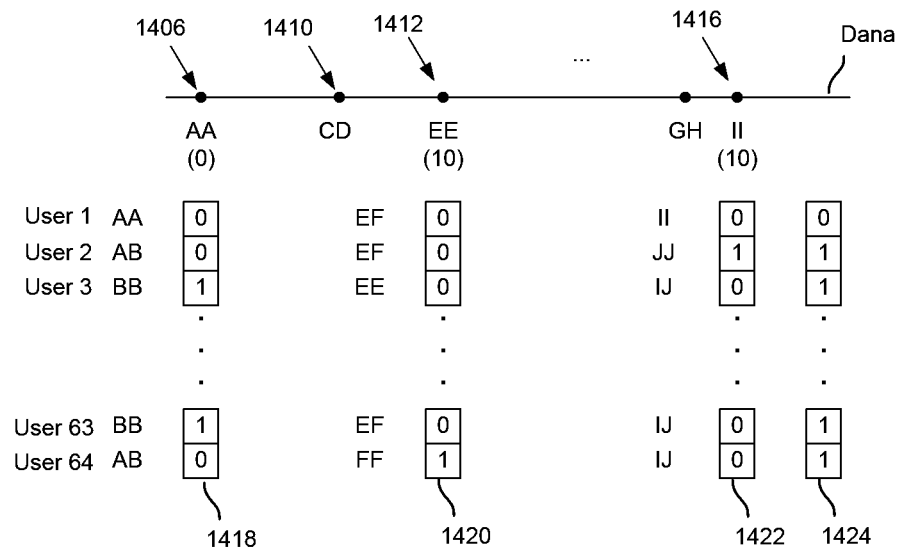 1406 1410 1412 1416 Dana
...
AA CD EE GH II
(0) (10) (10)
User 1 AA 0 EF 0 II 0 0
User 2 AB 0 EF 0 JJ 1 1
User 3 BB 1 EE 0 IJ 0 1
User 63 BB 1 EF 0 IJ 0 1
User 64 AB 0 FF 1 IJ 0 1
1418 1420 1422 1424